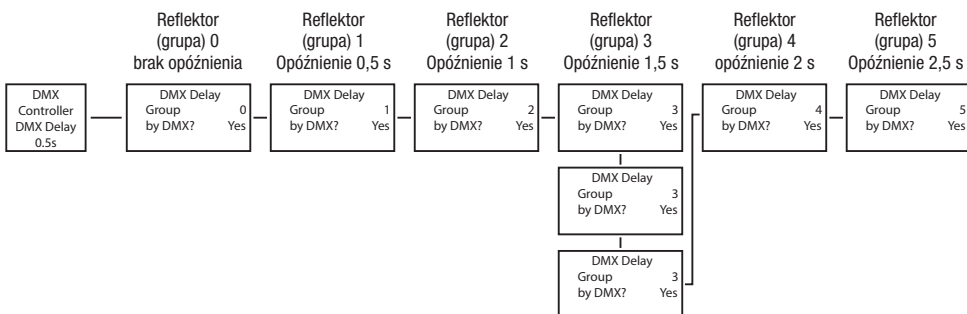 Reflektor
(grupa) 0
brak opóźnienia
Reflektor
(grupa) 1
Opóźnienie 0,5 s
Reflektor
(grupa) 2
Opóźnienie 1 s
Reflektor
(grupa) 3
Opóźnienie 1,5 s
Reflektor
(grupa) 4
opóźnienie 2 s
Reflektor
(grupa) 5
Opóźnienie 2,5 s
DMX
Controller
DMX Delay
0.5s
DMX Delay
Group 0
by DMX? Yes
DMX Delay
Group 1
by DMX? Yes
DMX Delay
Group 2
by DMX? Yes
DMX Delay
Group 3
by DMX? Yes
DMX Delay
Group 4
by DMX? Yes
DMX Delay
Group 5
by DMX? Yes
DMX Delay
Group 3
by DMX? Yes
DMX Delay
Group 3
by DMX? Yes